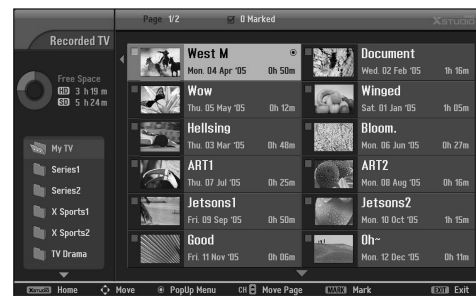 Page 1/2
0 Marked
XSTUDIO
Recorded TV
Free Space
HD 3 h 19 m
SD 5 h 24 m
My TV
Series1
Series2
X Sports1
X Sports2
TV Drama
West M
Mon. 04 Apr '05 0h 50m
Document
Wed. 02 Feb '05 1h 16m
Wow
Thu. 05 May '05 0h 12m
Winged
Sat. 01 Jan '05 1h 05m
Hellsing
Thu. 03 Mar '05 0h 48m
Bloom.
Mon. 06 Jun '05 0h 27m
ART1
Thu. 07 Jul '05 0h 25m
ART2
Mon. 08 Aug '05 0h 16m
Jetsons1
Fri. 09 Sep '05 0h 50m
Jetsons2
Mon. 10 Oct '05 1h 15m
Good
Fri. 11 Nov '05 0h 06m
Oh~
Mon. 12 Dec '05 0h 11m
XSTUDIO Home Move PopUp Menu CH Move Page MARK Mark EXIT Exit